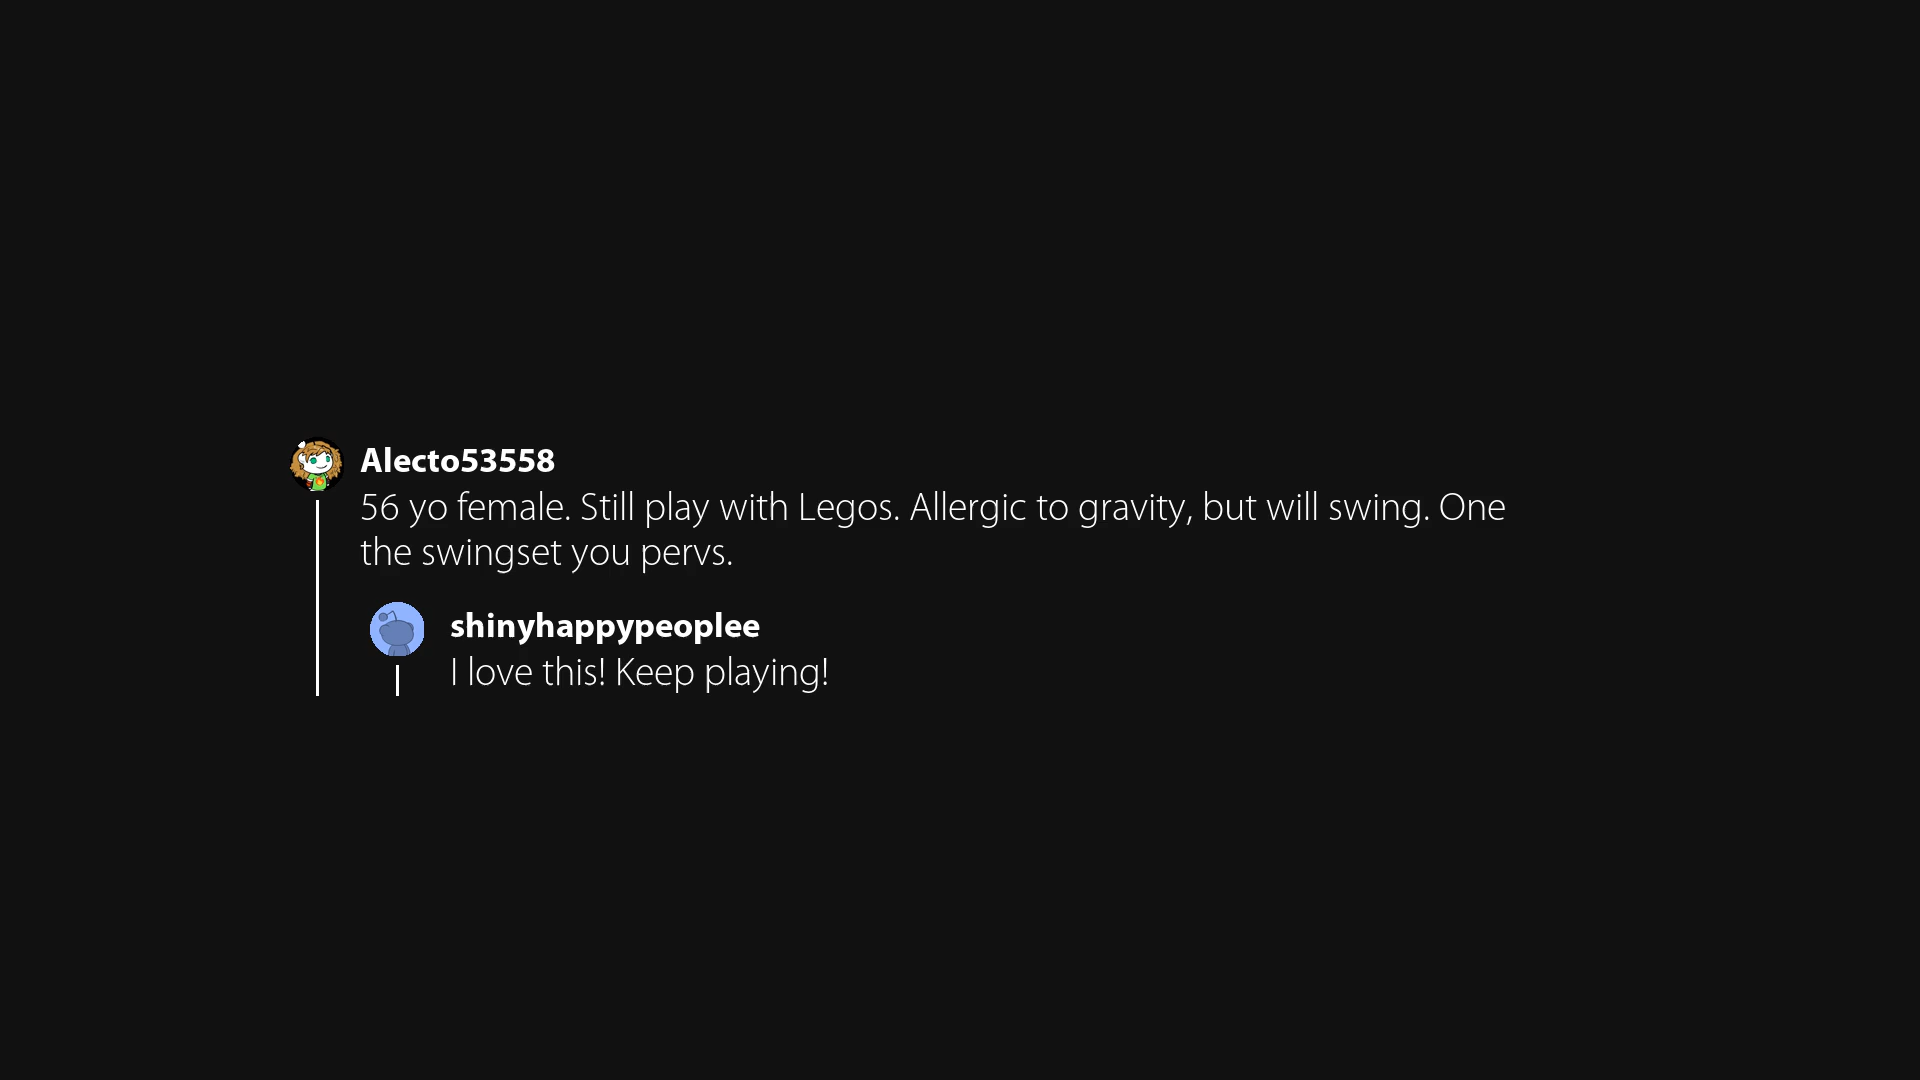 Alecto53558
56 yo female. Still play with Legos. Allergic to gravity, but will swing. One
the swingset you pervs.
shinyhappypeoplee
I love this! Keep playing!